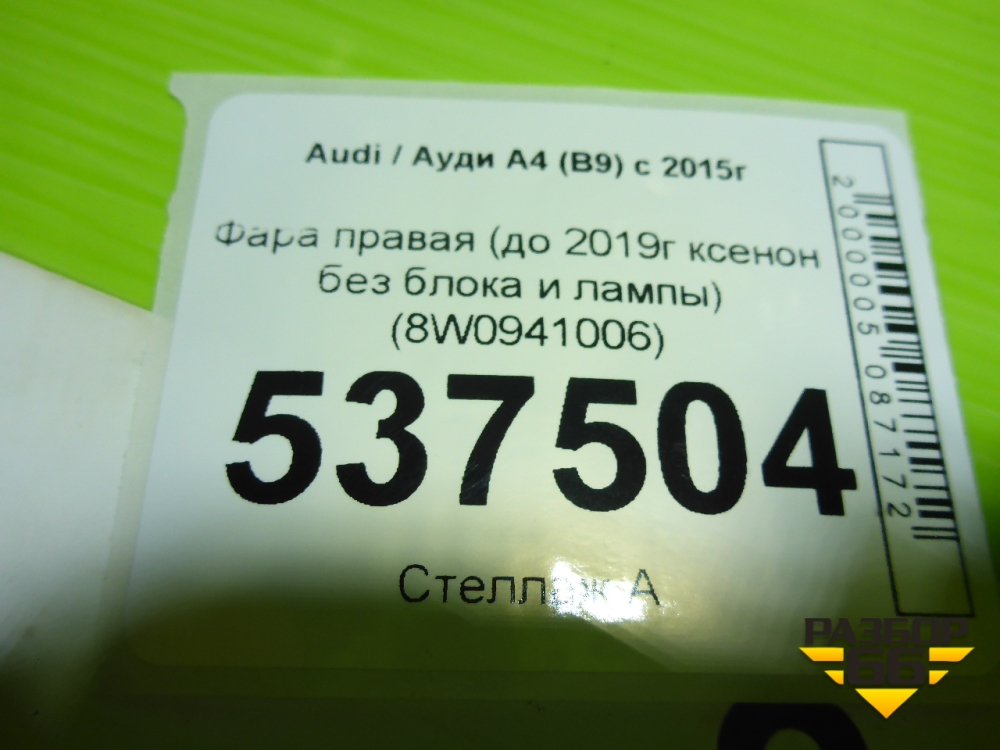 Audi / Ауди A4 (B9) с 2015г
Фара правая (до 2019г ксенон
без блока и лампы)
(8W0941006)
537504
Стеллаж А
2000005087172
РАЗБОР
66